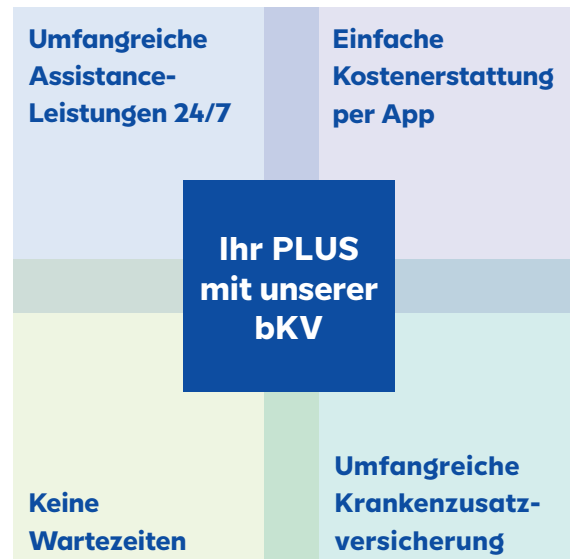 Umfangreiche
Assistance-
Leistungen 24/7
Einfache
Kostenerstattung
per App
Ihr PLUS
mit unserer
bKV
Keine
Wartezeiten
Umfangreiche
Krankenzusatz-
versicherung